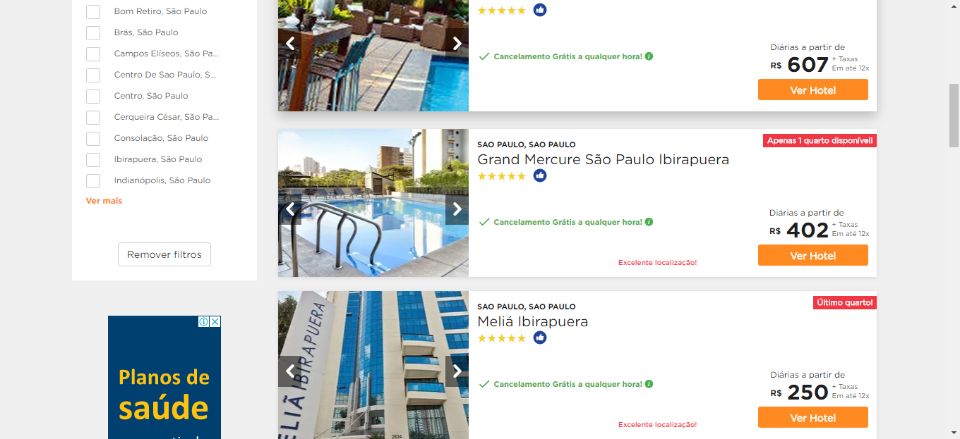 Bom Retiro, São Paulo
Brás, São Paulo
Campos Elíseos, São Pa...
Centro De Sao Paulo, S...
Centro, São Paulo
Cerqueira César, São Pa...
Consolação, São Paulo
Ibirapuera, São Paulo
Indianópolis, São Paulo
Ver mais
Remover filtros
Planos de
saúde
Cancelamento Grátis a qualquer hora!
Diárias a partir de
R$ 607 + Taxas
Em até 12x
Ver Hotel
Apenas 1 quarto disponível!
SAO PAULO, SAO PAULO
Grand Mercure São Paulo Ibirapuera
Cancelamento Grátis a qualquer hora!
Diárias a partir de
R$ 402 + Taxas
Em até 12x
Excelente localização!
Ver Hotel
Último quarto!
SAO PAULO, SAO PAULO
Meliá Ibirapuera
MELIÃ IBIRAPUERA
Cancelamento Grátis a qualquer hora!
Diárias a partir de
R$ 250 + Taxas
Em até 12x
Excelente localização!
Ver Hotel